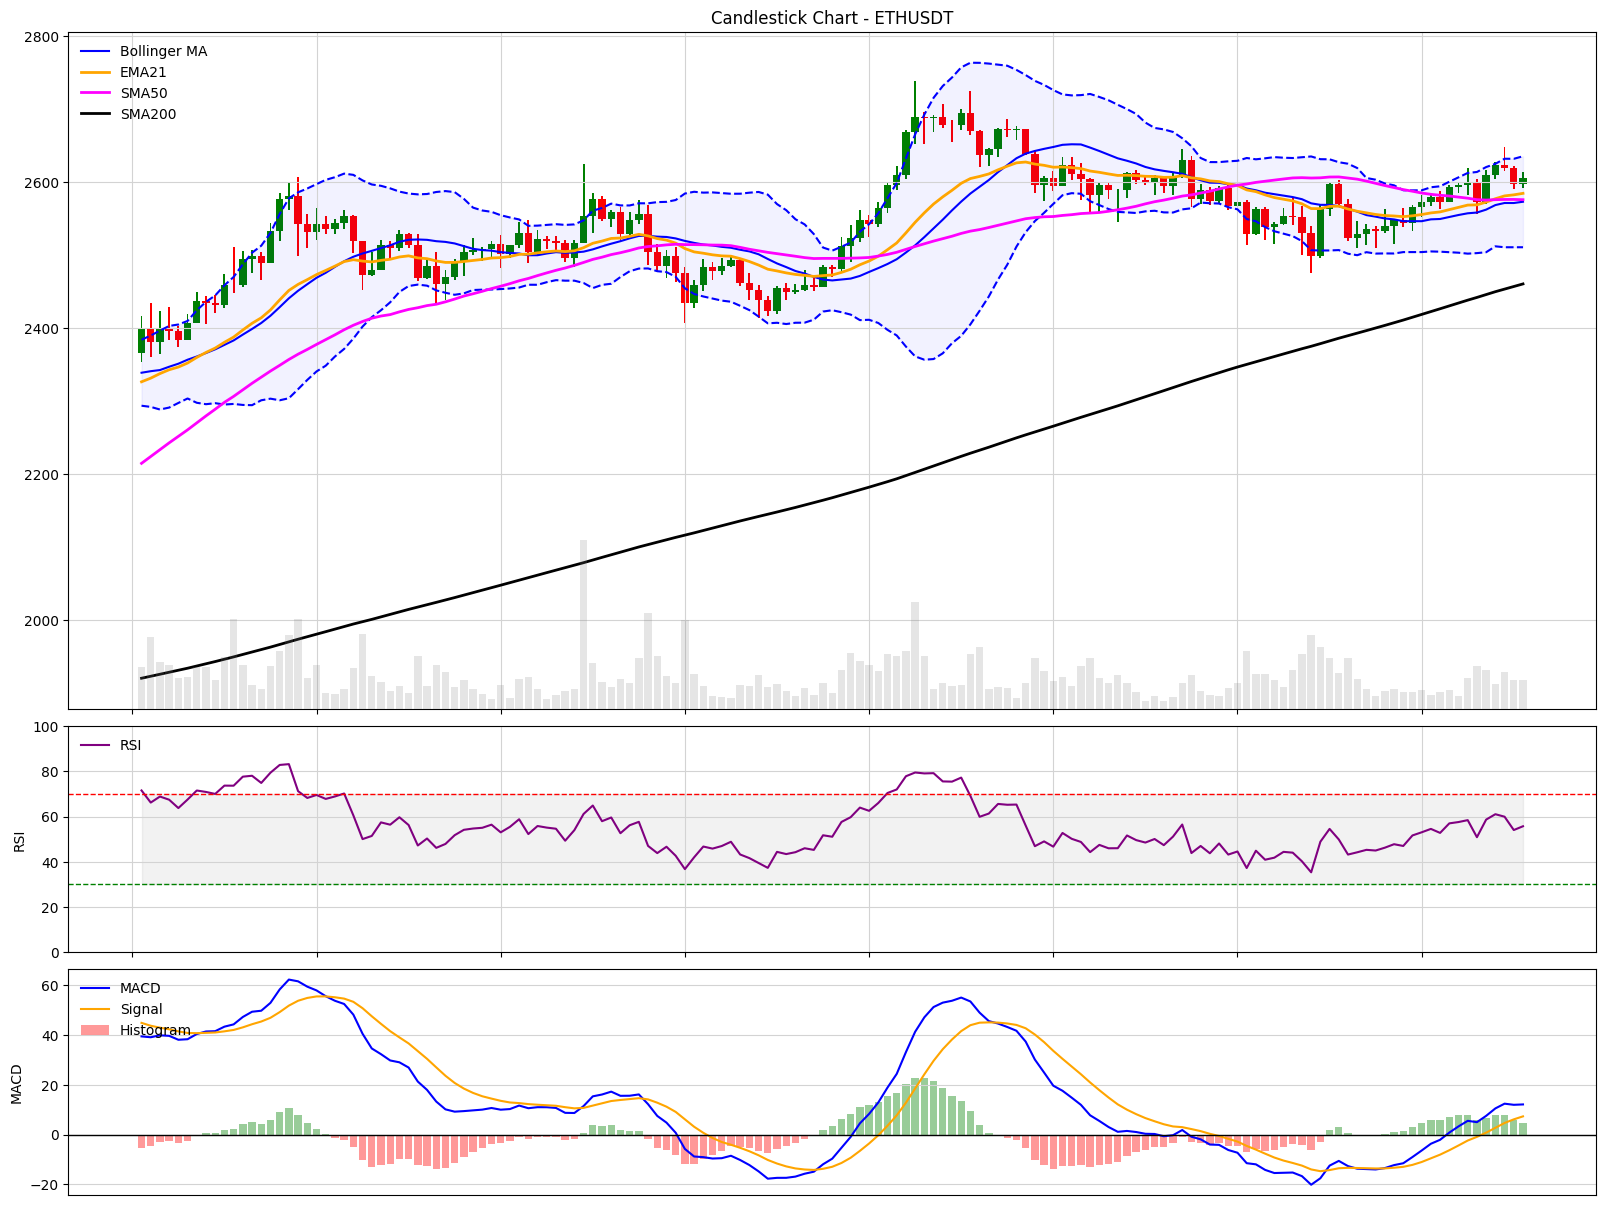 Candlestick Chart - ETHUSDT
2800
Bollinger MA
EMA21
SMA50
SMA200
2600
2400
2200
2000
100
RSI
80
60
RSI
40
20
0
60
MACD
Signal
Histogram
40
MACD
20
0
−20